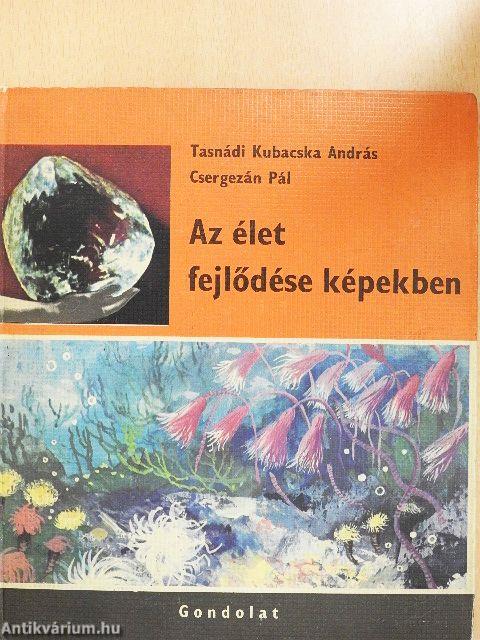 Tasnádi Kubacska András
Csergezán Pál
Az élet
fejlődése képekben
Gondolat
Antikvárium.hu